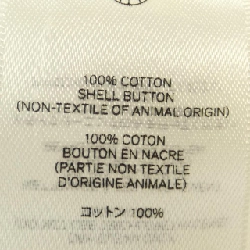 100% COTTON
SHELL BUTTON
(NON-TEXTILE OF ANIMAL ORIGIN)
100% COTON
BOUTON EN NACRE
(PARTIE NON TEXTILE
D'ORIGINE ANIMALE)
コットン 100%